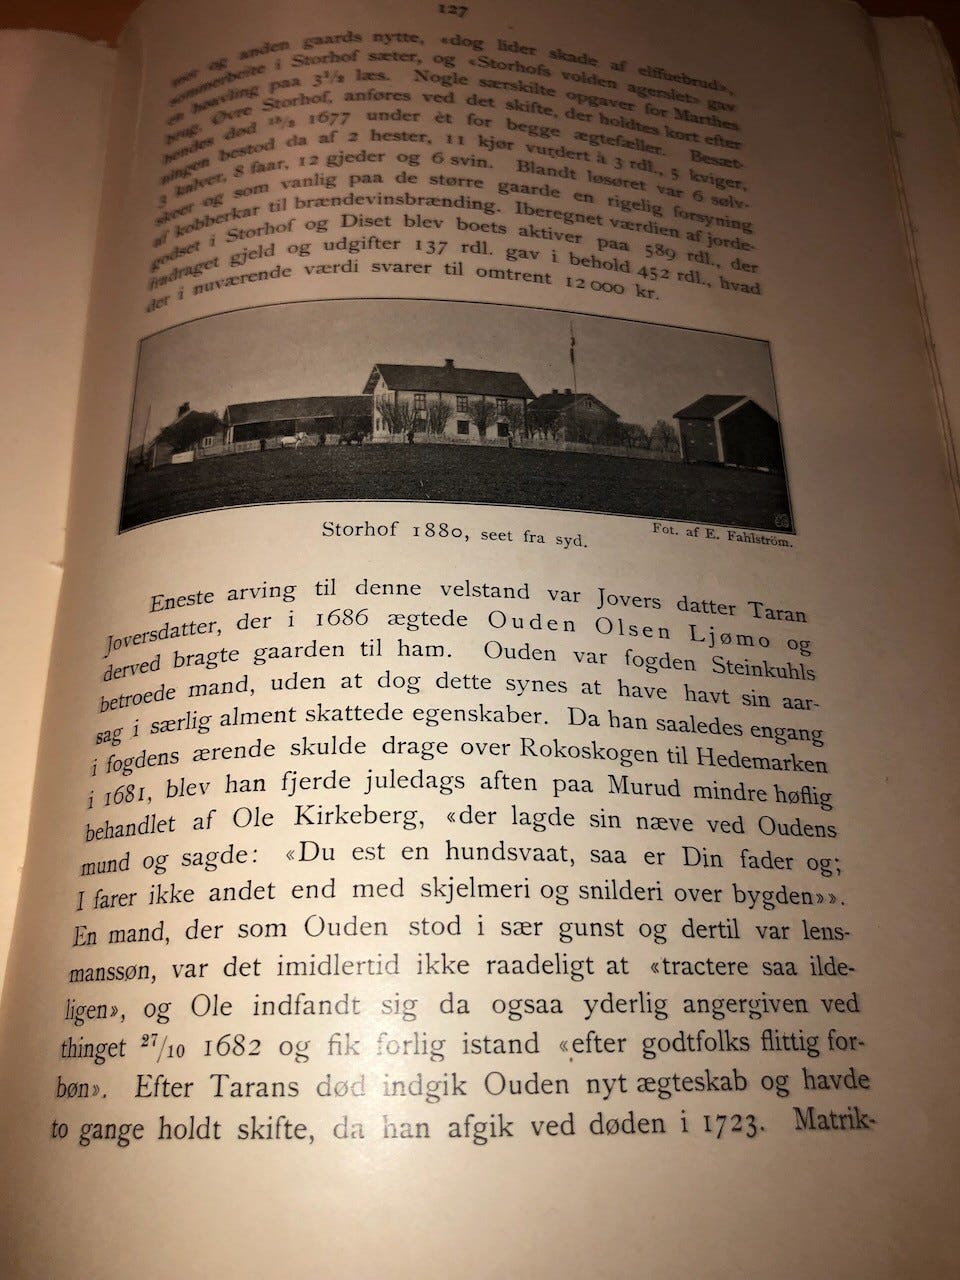 127
mer og anden gaards nytte, «dog lider skade af elffuebrud»,
sommerbeite i Storhof sæter, og «Storhofs volden agerslet» gav
en høavling paa 3½ læs. Nogle særskilte opgaver for Marthes
brug, Øvre Storhof, anføres ved det skifte, der holdtes kort efter
hendes død 1677 under èt for begge ægtefæller. Besæt-
ningen bestod da af 2 hester, 11 kjør vurdert à 3 rdl., 5 kviger,
3 kalver, 8 faar, 12 gjeder og 6 svin. Blandt løsøret var 6 sølv-
skeer og som vanlig paa de større gaarde en rigelig forsyning
af kobberkar til brændevinsbrænding. Iberegnet værdien af jorde-
godset i Storhof og Diset blev boets aktiver paa 589 rdl., der
fradraget gjeld og udgifter 137 rdl. gav i behold 452 rdl., hvad
der i nuværende værdi svarer til omtrent 12 000 kr.
Storhof 1880, seet fra syd.
Fot. af E. Fahlström.
Eneste arving til denne velstand var Jovers datter Taran
Joversdatter, der i 1686 ægtede Ouden Olsen Ljømo og
derved bragte gaarden til ham. Ouden var fogden Steinkuhls
betroede mand, uden at dog dette synes at have havt sin aar-
sag i særlig alment skattede egenskaber. Da han saaledes engang
i fogdens ærende skulde drage over Rokoskogen til Hedemarken
i 1681, blev han fjerde juledags aften paa Murud mindre høflig
behandlet af Ole Kirkeberg, «der lagde sin næve ved Oudens
mund og sagde: «Du est en hundsvaat, saa er Din fader og;
I farer ikke andet end med skjelmeri og snilderi over bygden»».
En mand, der som Ouden stod i sær gunst og dertil var lens-
manssøn, var det imidlertid ikke raadeligt at «tractere saa ilde-
ligen», og Ole indfandt sig da ogsaa yderlig angergiven ved
thinget 27/10 1682 og fik forlig istand «efter godtfolks flittig for-
bøn». Efter Tarans død indgik Ouden nyt ægteskab og havde
to gange holdt skifte, da han afgik ved døden i 1723. Matrik-